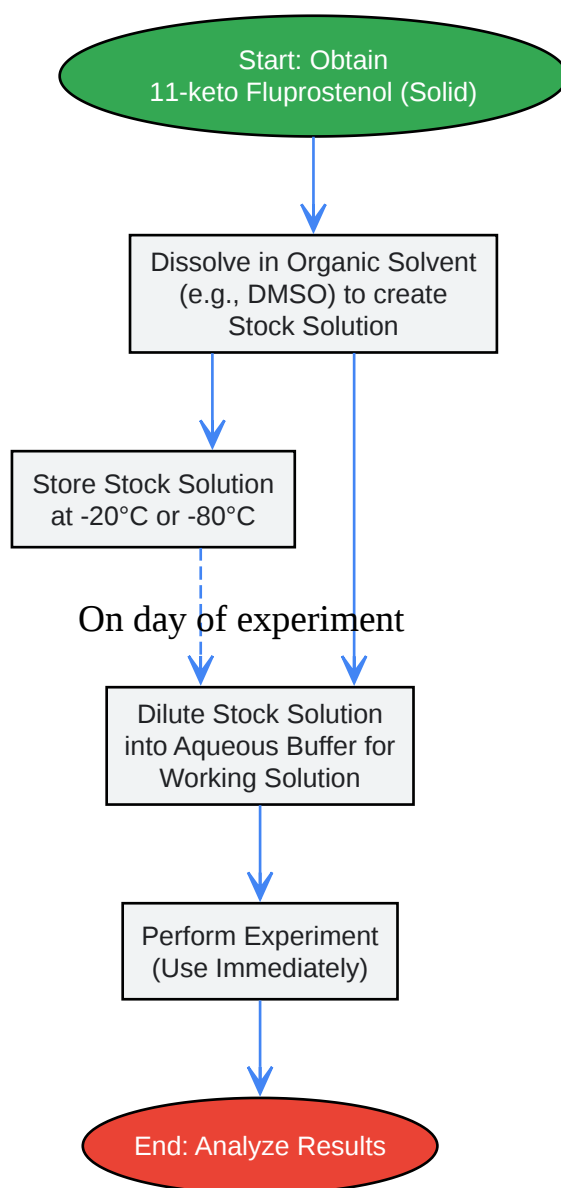 Start: Obtain
11-keto Fluprostenol (Solid)
Dissolve in Organic Solvent
(e.g., DMSO) to create
Stock Solution
Store Stock Solution
at -20°C or -80°C
On day of experiment
Dilute Stock Solution
into Aqueous Buffer for
Working Solution
Perform Experiment
(Use Immediately)
End: Analyze Results